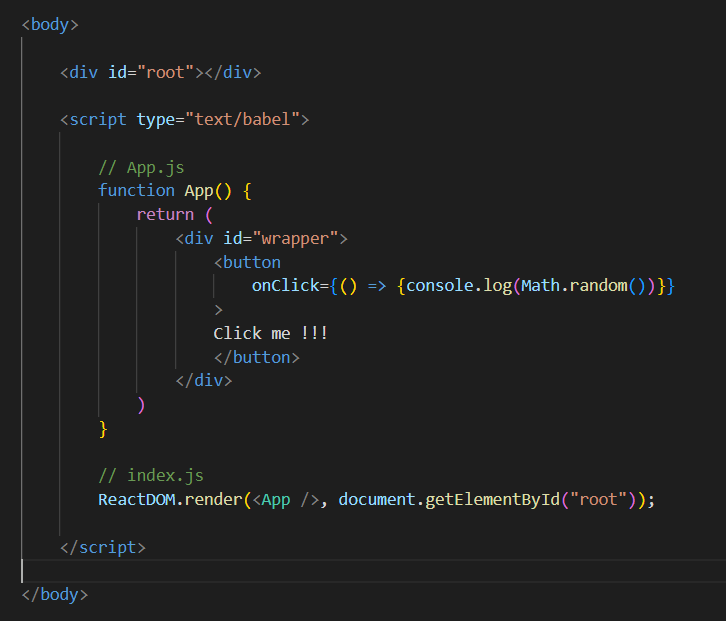 <body>
<div id="root"></div>
<script type="text/babel">
// App.js
function App() {
return (
<div id="wrapper">
<button
onClick={() => {console.log(Math.random())}}
>
Click me !!!
</button>
</div>
)
}
// index.js
ReactDOM.render(<App />, document.getElementById("root"));
</script>
</body>